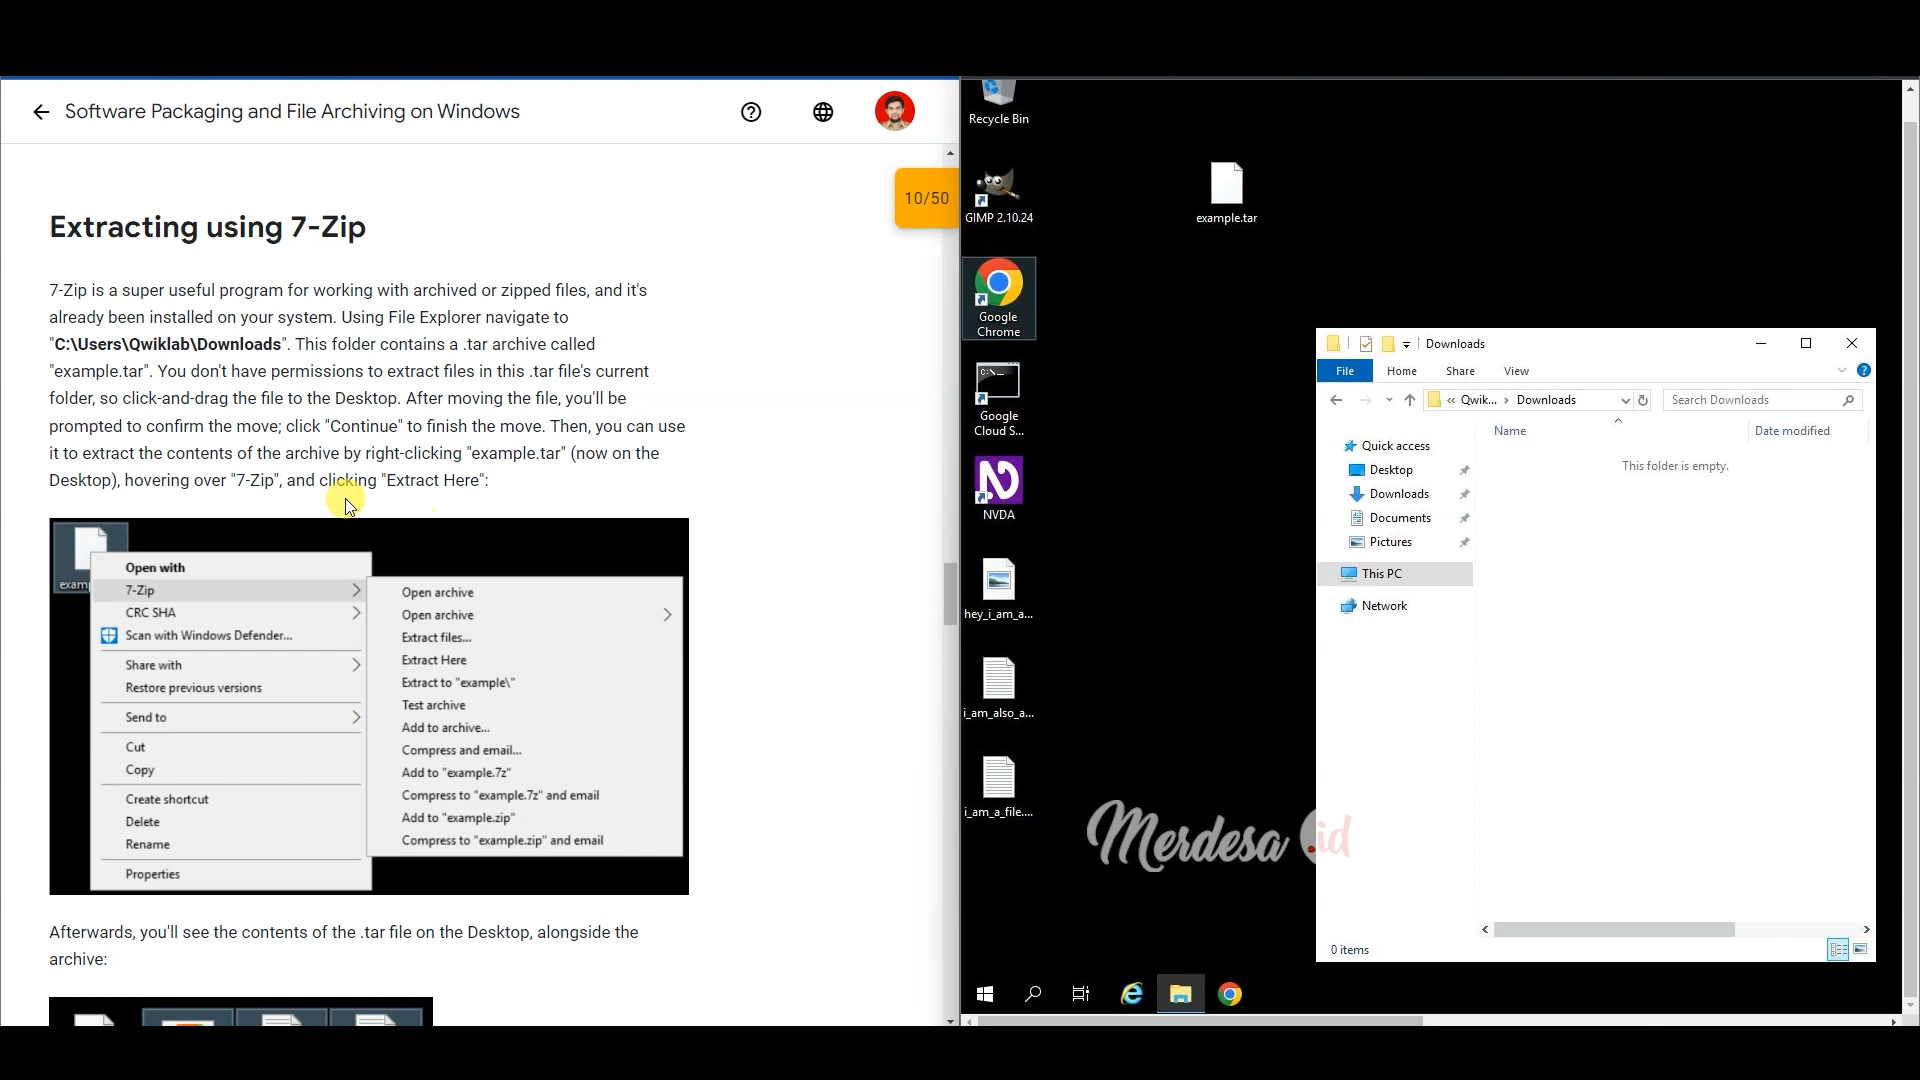 Software Packaging and File Archiving on Windows
10/50
Extracting using 7-Zip
7-Zip is a super useful program for working with archived or zipped files, and it's
already been installed on your system. Using File Explorer navigate to
"C:\Users\Qwiklab\Downloads". This folder contains a .tar archive called
"example.tar". You don't have permissions to extract files in this .tar file's current
folder, so click-and-drag the file to the Desktop. After moving the file, you'll be
prompted to confirm the move; click "Continue" to finish the move. Then, you can use
it to extract the contents of the archive by right-clicking "example.tar" (now on the
Desktop), hovering over "7-Zip", and clicking "Extract Here":
examp
Open with
7-Zip
CRC SHA
Scan with Windows Defender...
Share with
Restore previous versions
Send to
Cut
Copy
Create shortcut
Delete
Rename
Properties
Open archive
Open archive
Extract files...
Extract Here
Extract to "example\"
Test archive
Add to archive...
Compress and email...
Add to "example.7z"
Compress to "example.7z" and email
Add to "example.zip"
Compress to "example.zip" and email
Afterwards, you'll see the contents of the .tar file on the Desktop, alongside the
archive:
Recycle Bin
GIMP 2.10.24
Google
Chrome
Google
Cloud S...
NVDA
hey_i_am_a...
i_am_also_a...
i_am_a_file....
example.tar
Downloads
File
Home
Share
View
« Qwik... › Downloads
Search Downloads
Name
Date modified
This folder is empty.
Quick access
Desktop
Downloads
Documents
Pictures
This PC
Network
0 items
Merdesa .id